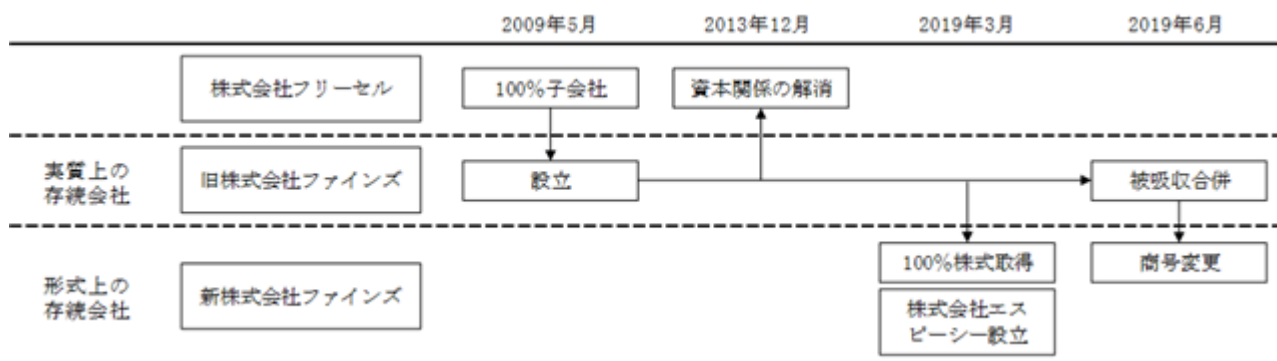 2009年5月 2013年12月 2019年3月 2019年6月
株式会社フリーセル 100%子会社 資本関係の解消
実質上の
存続会社
旧株式会社ファインズ 設立 被吸収合併
形式上の
存続会社
新株式会社ファインズ
100%株式取得 商号変更
株式会社エス
ピーシー設立